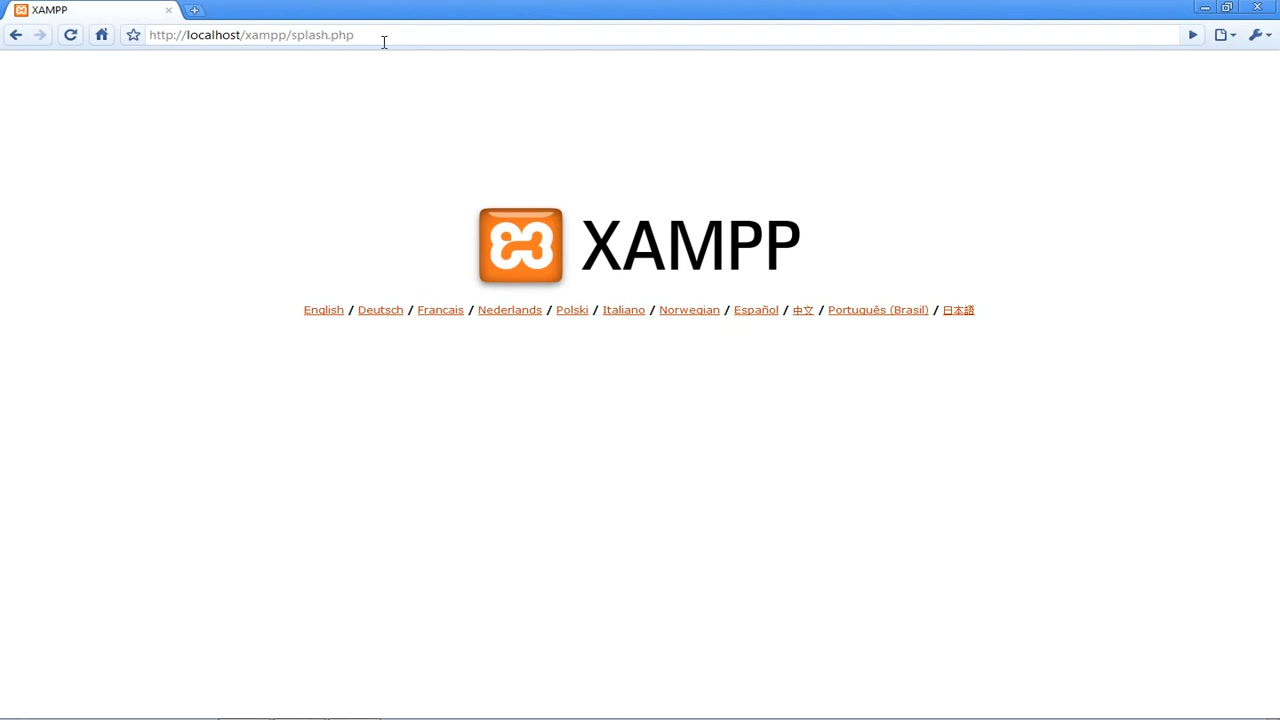 XAMPP
http://localhost/xampp/splash.php
XAMPP
English / Deutsch / Francais / Nederlands / Polski / Italiano / Norwegian / Español / 中文 / Português (Brasil) / 日本語